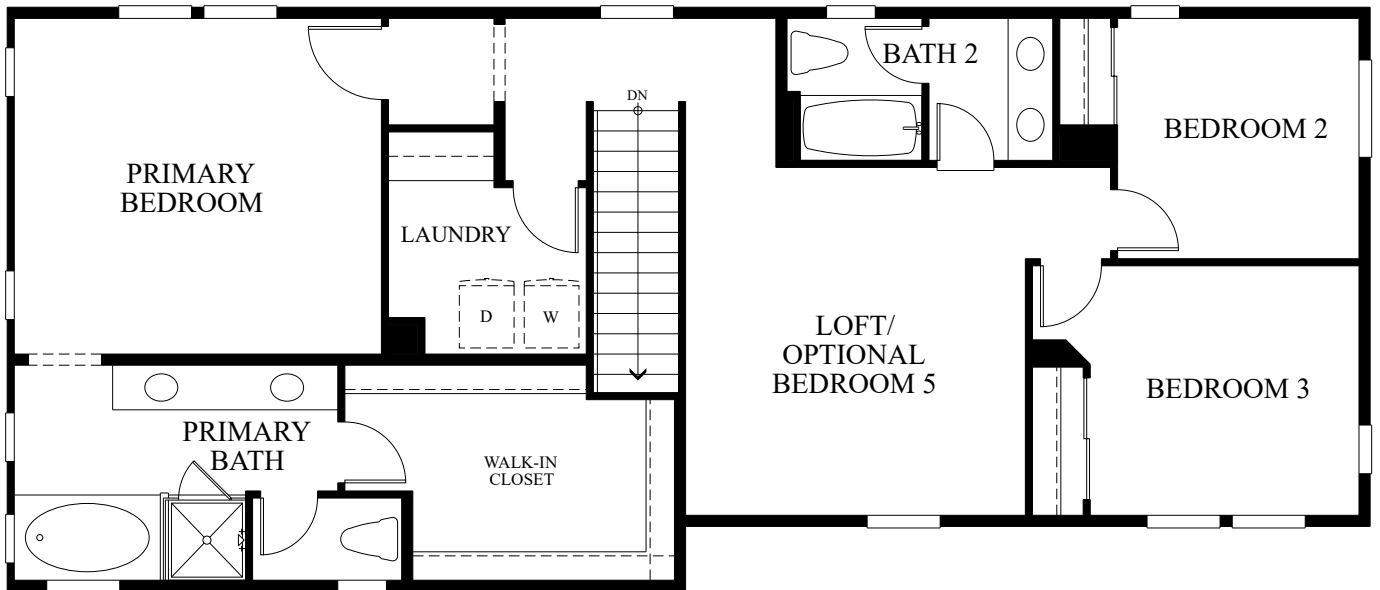 BATH 2
DN
BEDROOM 2
PRIMARY
BEDROOM
LAUNDRY
D
W
LOFT/
OPTIONAL
BEDROOM 5
BEDROOM 3
PRIMARY
BATH
WALK-IN
CLOSET